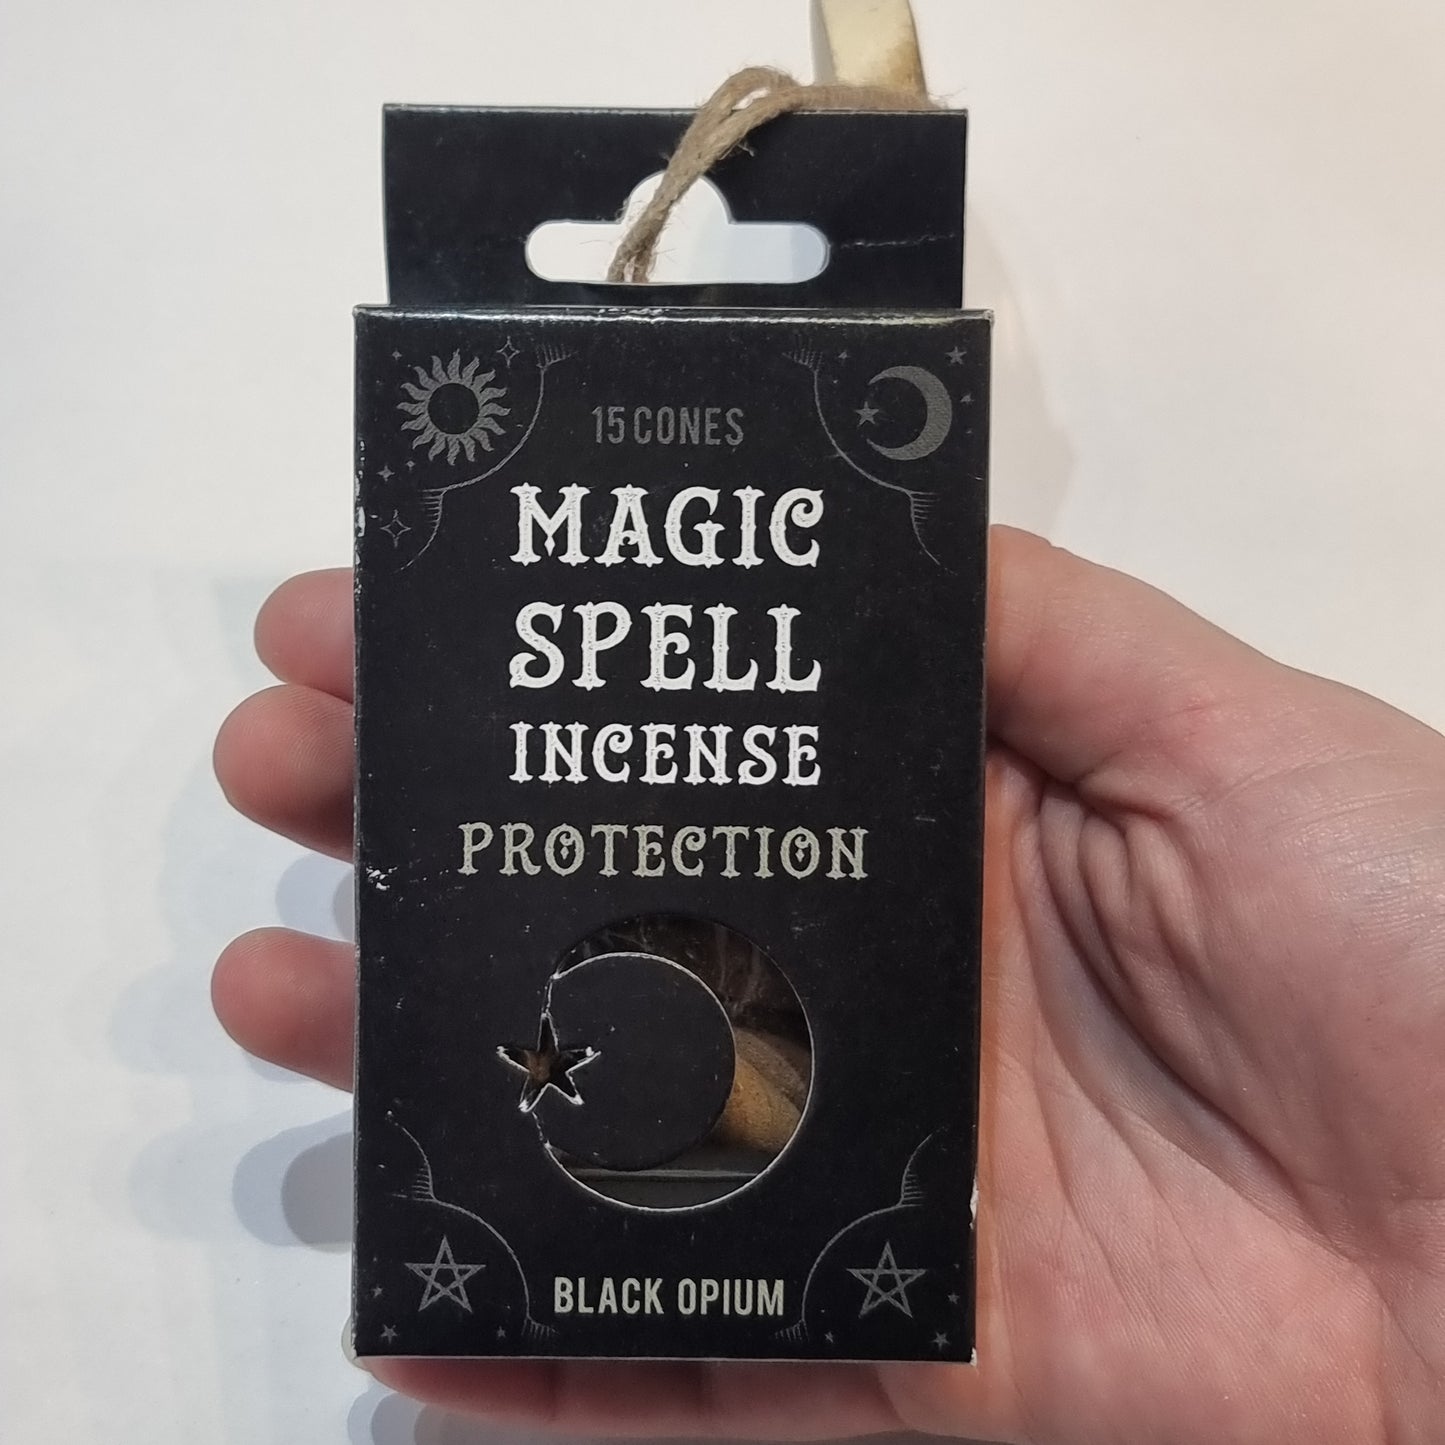 15 CONES
MAGIC
SPELL
INCENSE
PROTECTION
BLACK OPIUM